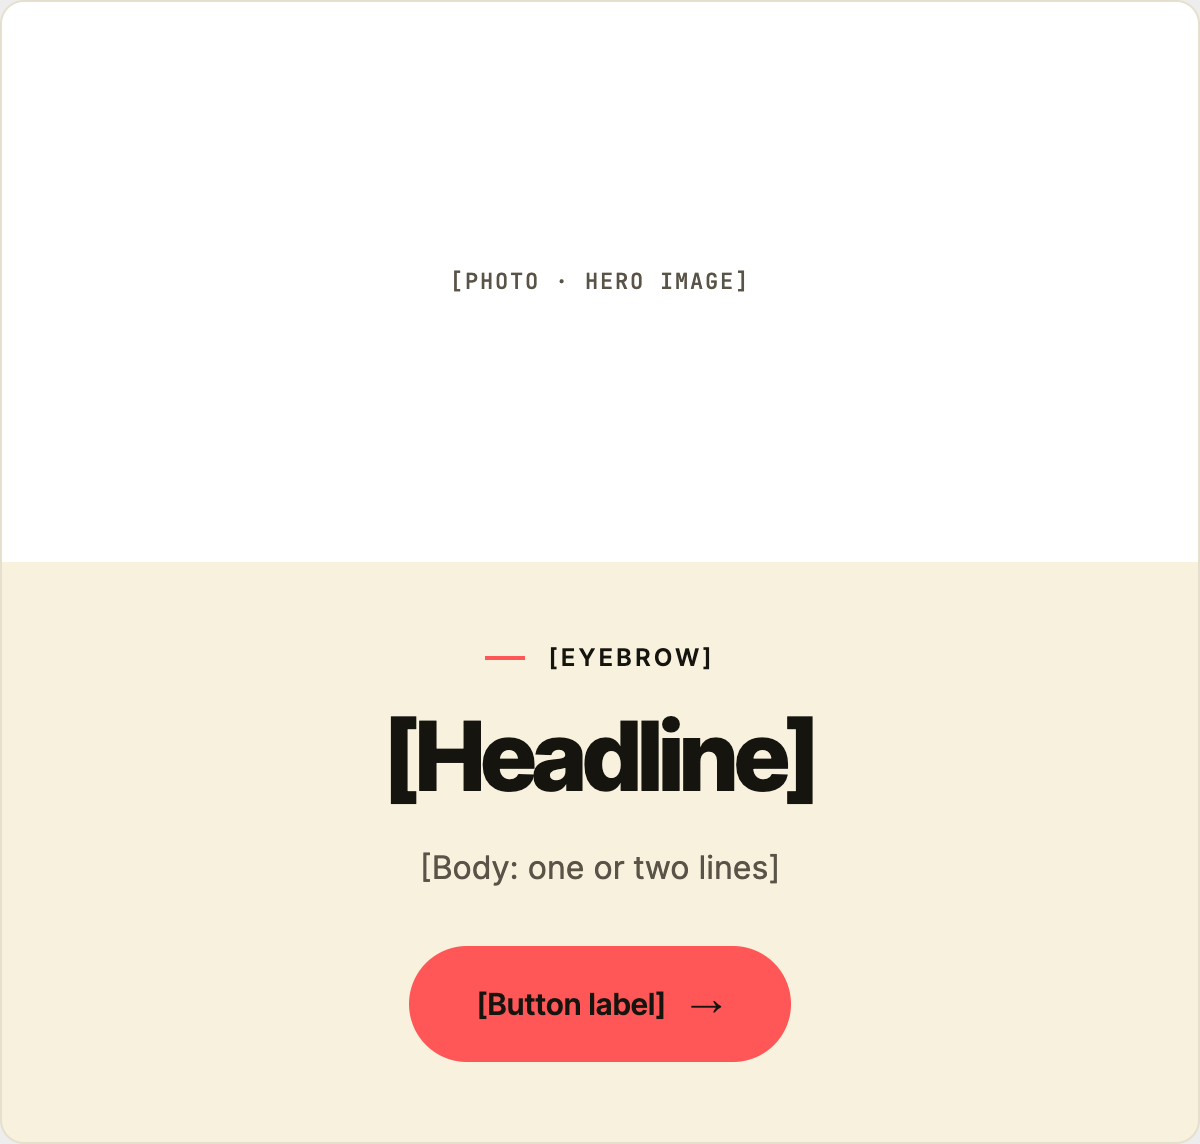 [PHOTO · HERO IMAGE]
[EYEBROW]
[Headline]
[Body: one or two lines]
[Button label] →